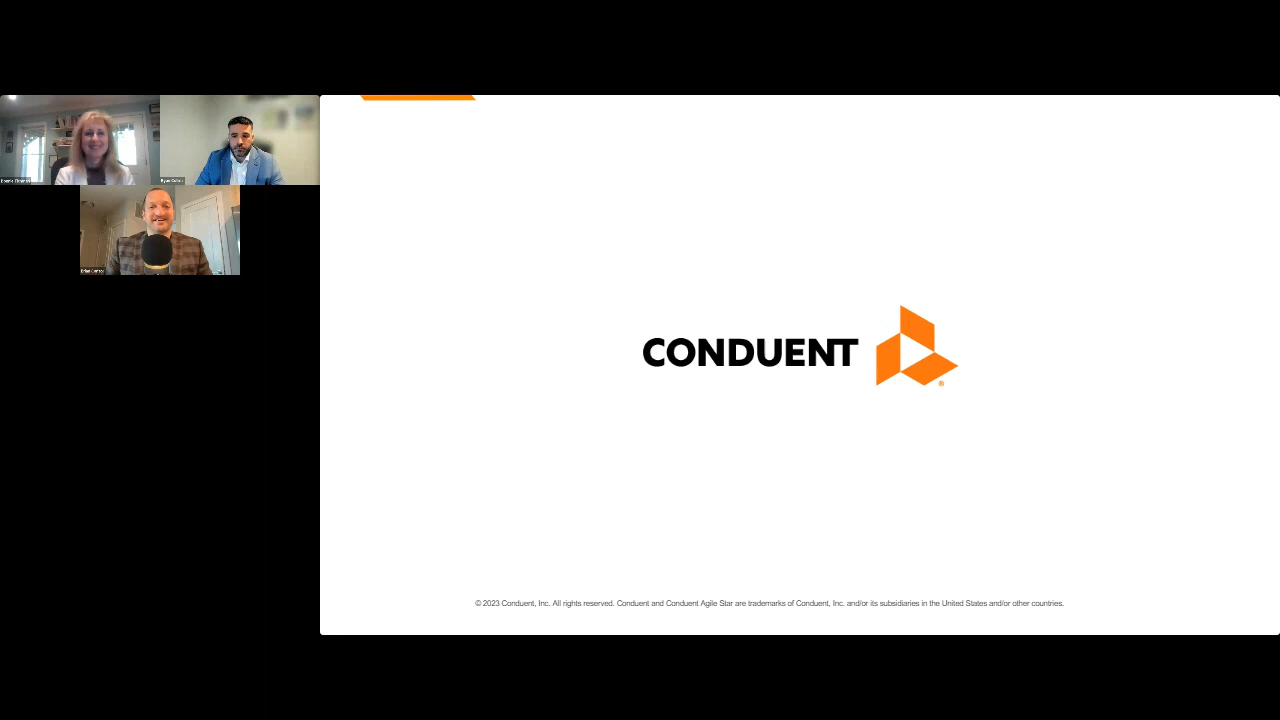 CONDUENT
®
© 2023 Conduent, Inc. All rights reserved. Conduent and Conduent Agile Star are trademarks of Conduent, Inc. and/or its subsidiaries in the United States and/or other countries.